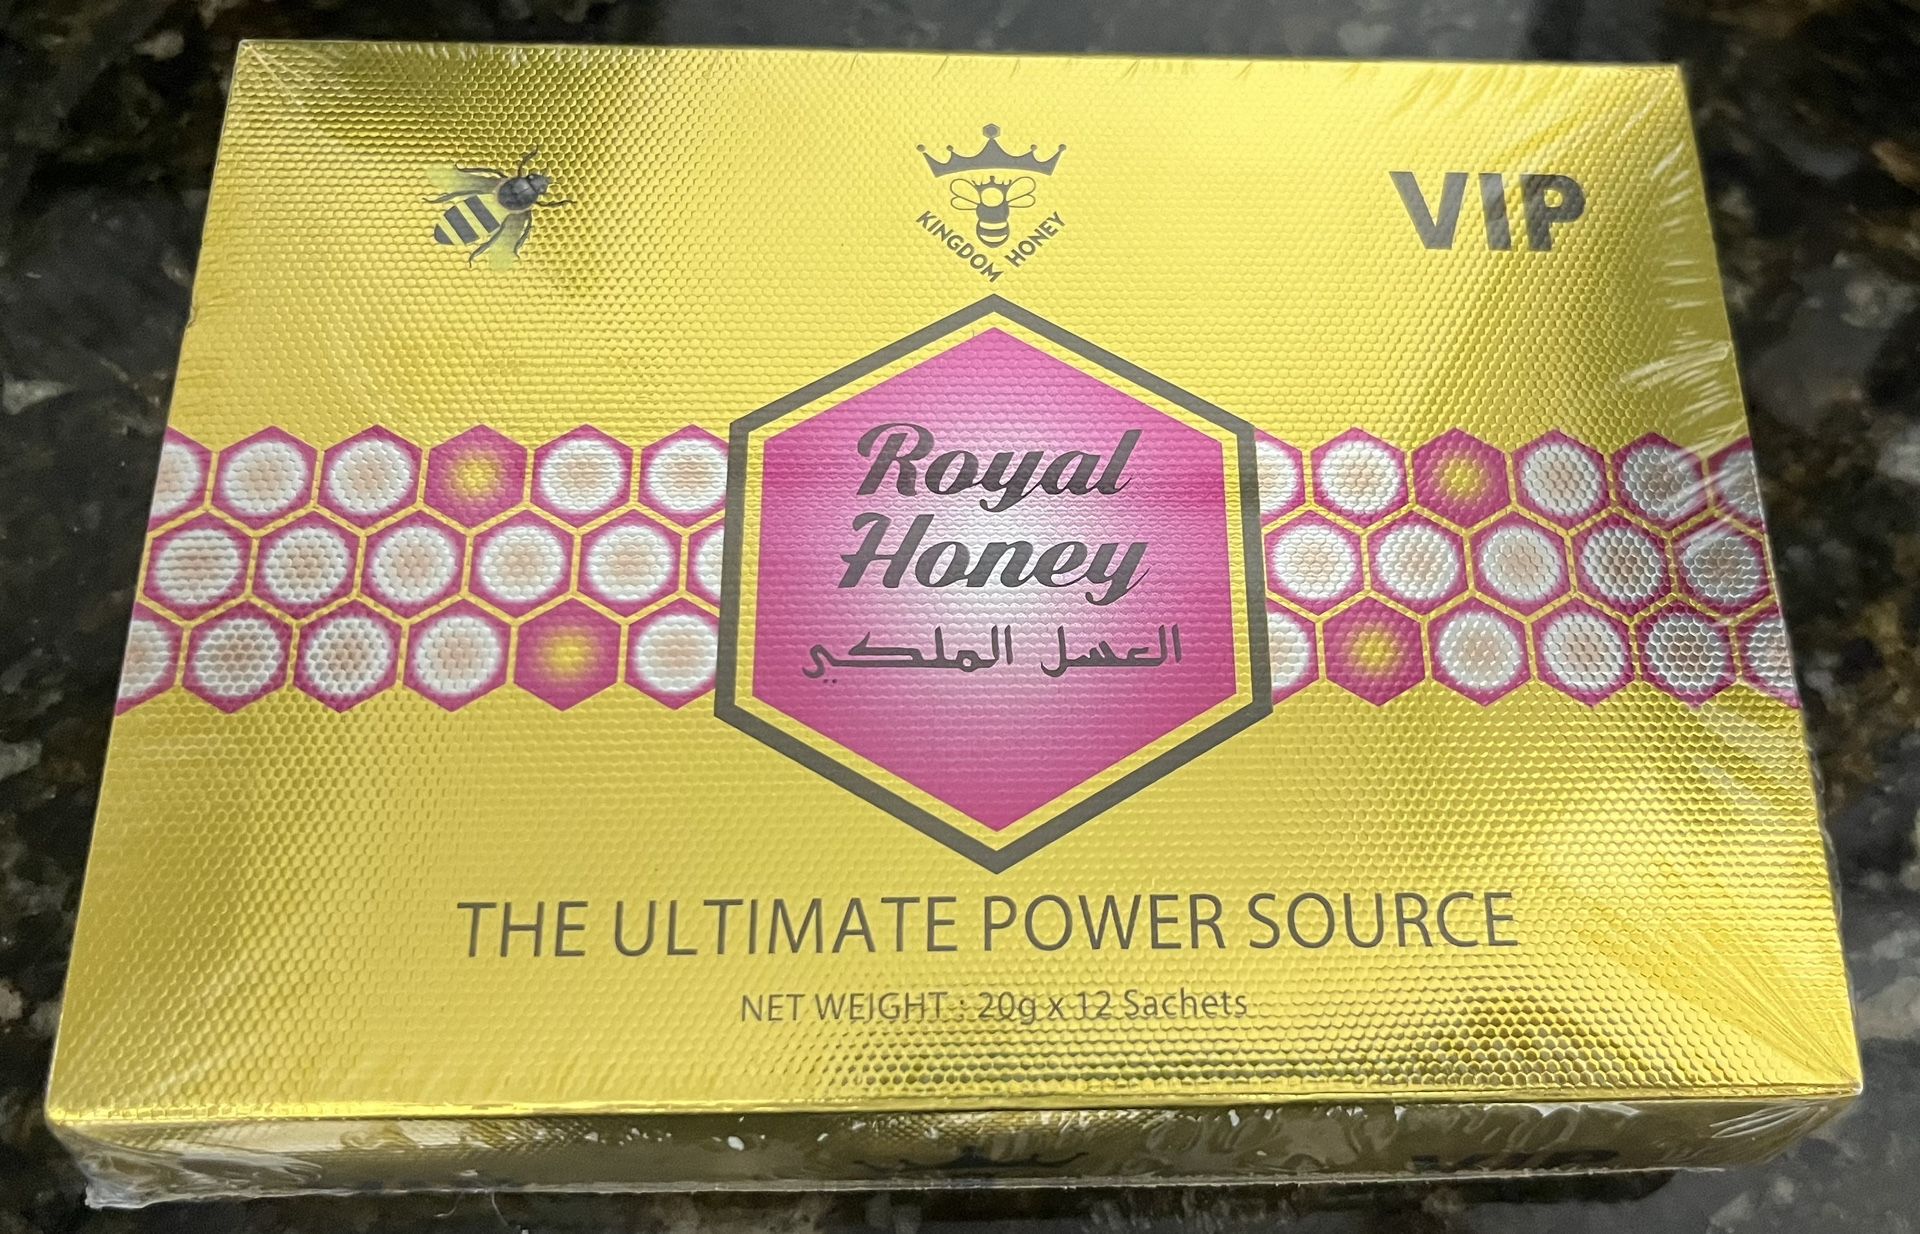 KINGDOM HONEY
VIP
Royal
Honey
العسل الملكي
THE ULTIMATE POWER SOURCE
NET WEIGHT : 20g x 12 Sachets